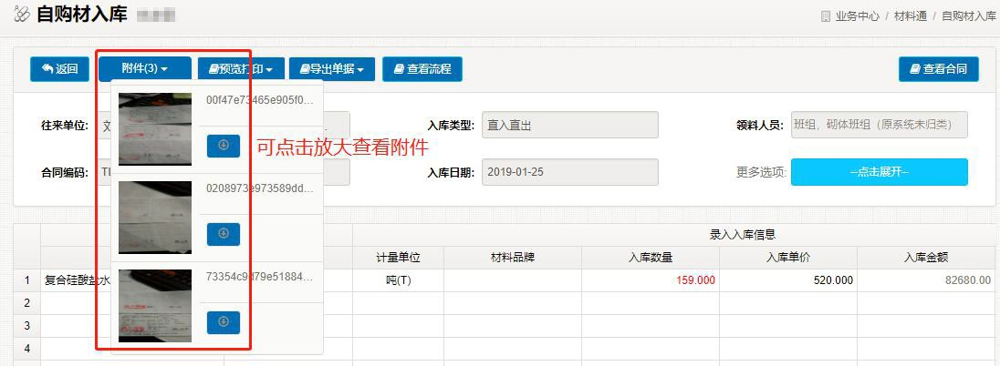 自购材入库
业务中心 / 材料通 / 自购材入库
返回 附件(3) 预览打印 导出单据 查看流程 查看合同
00f47e73465e905f0...
往来单位: 入库类型: 直入直出 领料人员: 班组，砌体班组（原系统未归类）
可点击放大查看附件
合同编码: 入库日期: 2019-01-25 更多选项: --点击展开--
0208973e973589dd...
录入入库信息
计量单位 材料品牌 入库数量 入库单价 入库金额
73354c9d79e51884...
1 复合硅酸盐水 吨(T) 159.000 520.000 82680.00
2
3
4